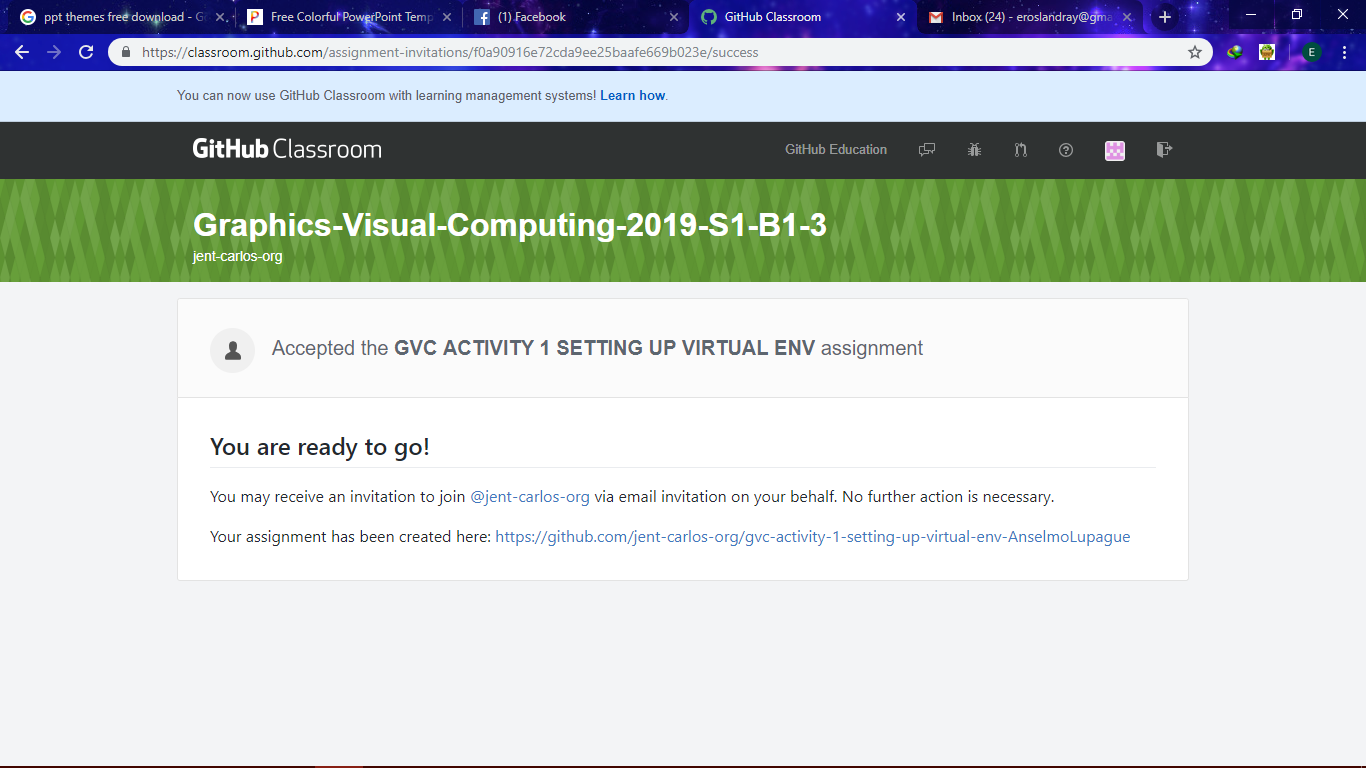 ppt themes free download - G
Free Colorful PowerPoint Temp
(1) Facebook
GitHub Classroom
Inbox (24) - eroslandray@gma
https://classroom.github.com/assignment-invitations/f0a90916e72cda9ee25baafe669b023e/success
E
You can now use GitHub Classroom with learning management systems! Learn how.
GitHub Classroom
GitHub Education
Graphics-Visual-Computing-2019-S1-B1-3
jent-carlos-org
Accepted the GVC ACTIVITY 1 SETTING UP VIRTUAL ENV assignment
You are ready to go!
You may receive an invitation to join @jent-carlos-org via email invitation on your behalf. No further action is necessary.
Your assignment has been created here: https://github.com/jent-carlos-org/gvc-activity-1-setting-up-virtual-env-AnselmoLupague